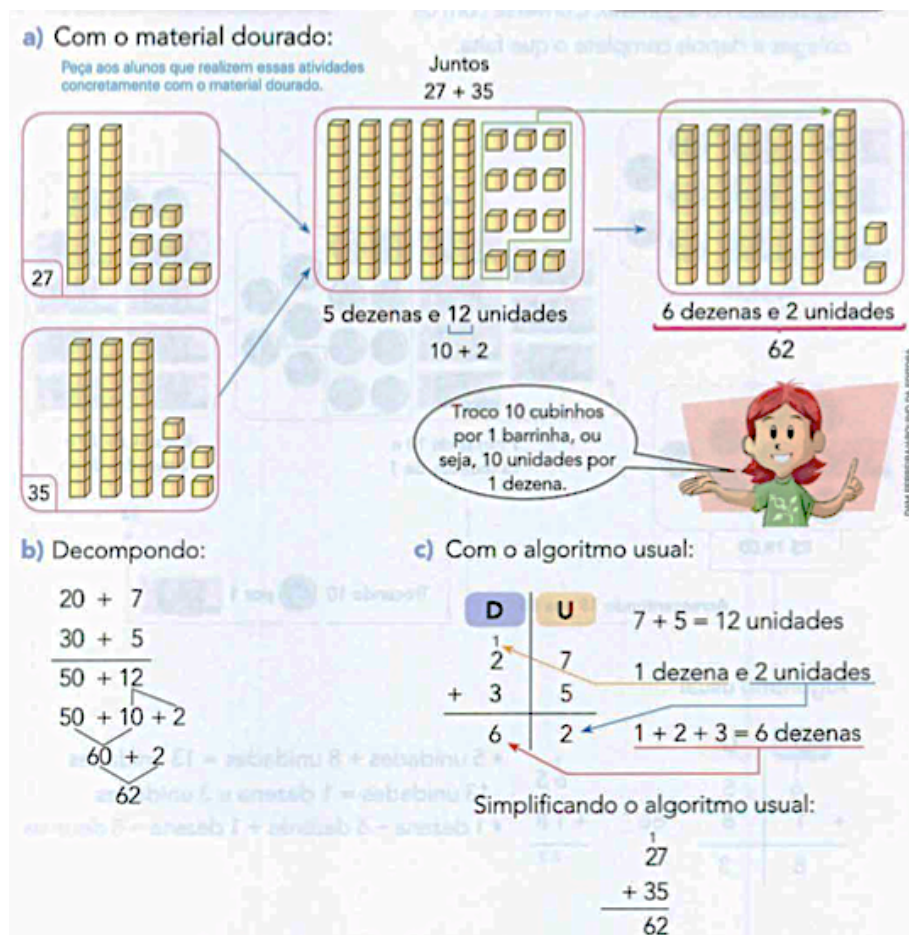 a) Com o material dourado:
Peça aos alunos que realizem essas atividades
concretamente com o material dourado.
Juntos
27 + 35
27
35
5 dezenas e 12 unidades
10 + 2
6 dezenas e 2 unidades
62
Troco 10 cubinhos
por 1 barrinha, ou
seja, 10 unidades por
1 dezena.
b) Decompondo:
20 + 7
30 + 5
50 + 12
50 + 10 + 2
60 + 2
62
c) Com o algoritmo usual:
D U
1
2 7
+ 3 5
6 2
7 + 5 = 12 unidades
1 dezena e 2 unidades
1 + 2 + 3 = 6 dezenas
Simplificando o algoritmo usual:
1
27
+ 35
62